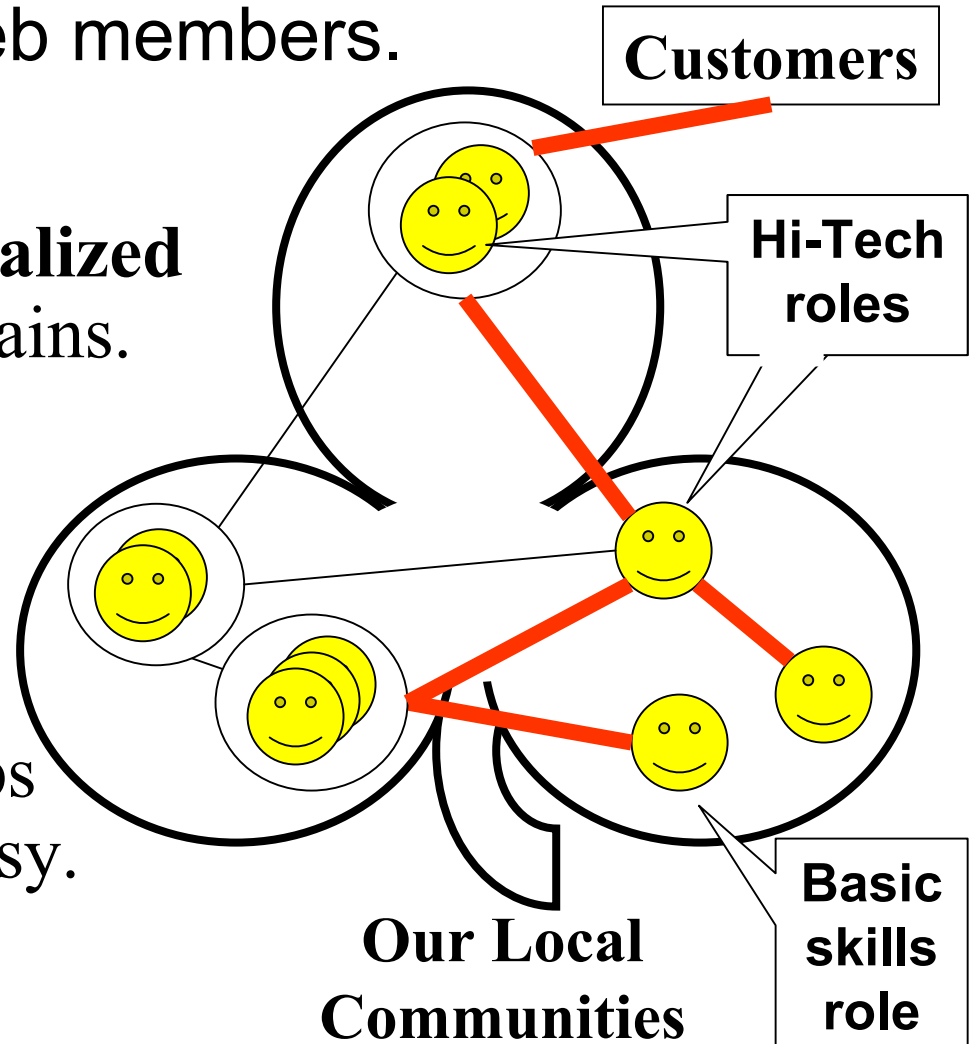 eb members.
Customers
alized
ains.
Hi-Tech
roles
os
sy.
Basic
skills
role
Our Local
Communities